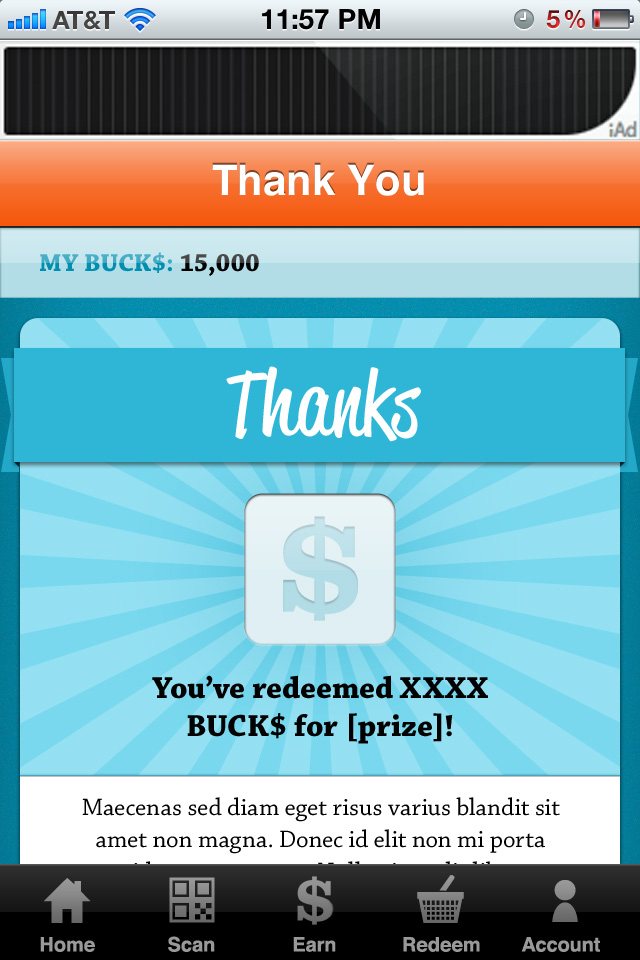 AT&T 11:57 PM 5%
iAd
Thank You
MY BUCK$: 15,000
Thanks
$
You’ve redeemed XXXX
BUCK$ for [prize]!
Maecenas sed diam eget risus varius blandit sit
amet non magna. Donec id elit non mi porta
$
Home Scan Earn Redeem Account